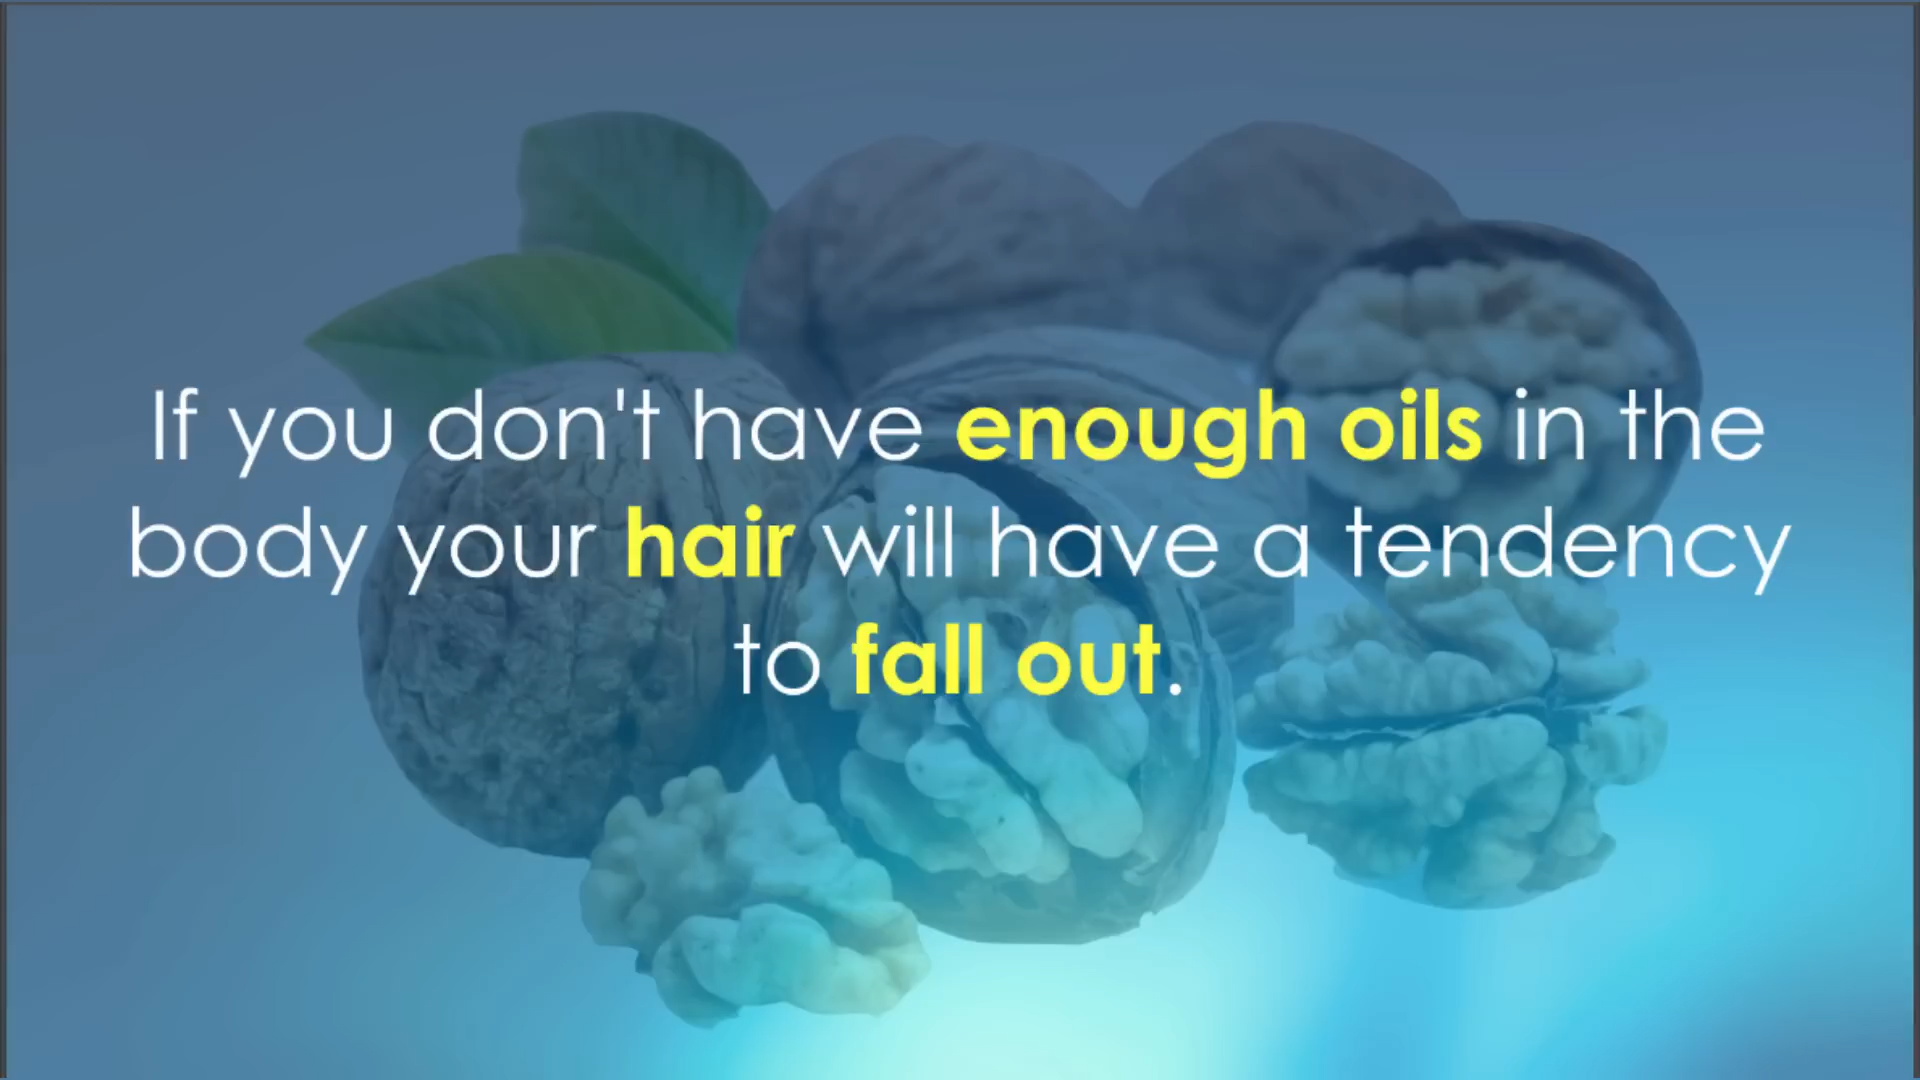 If you don't have enough oils in the
body your hair will have a tendency
to fall out.